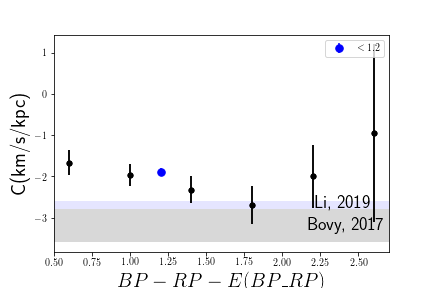 < 1/2
1
0
−1
−2
−3
C(km/s/kpc)
Li, 2019
Bovy, 2017
0.50 0.75 1.00 1.25 1.50 1.75 2.00 2.25 2.50
BP − RP − E(BP_RP)